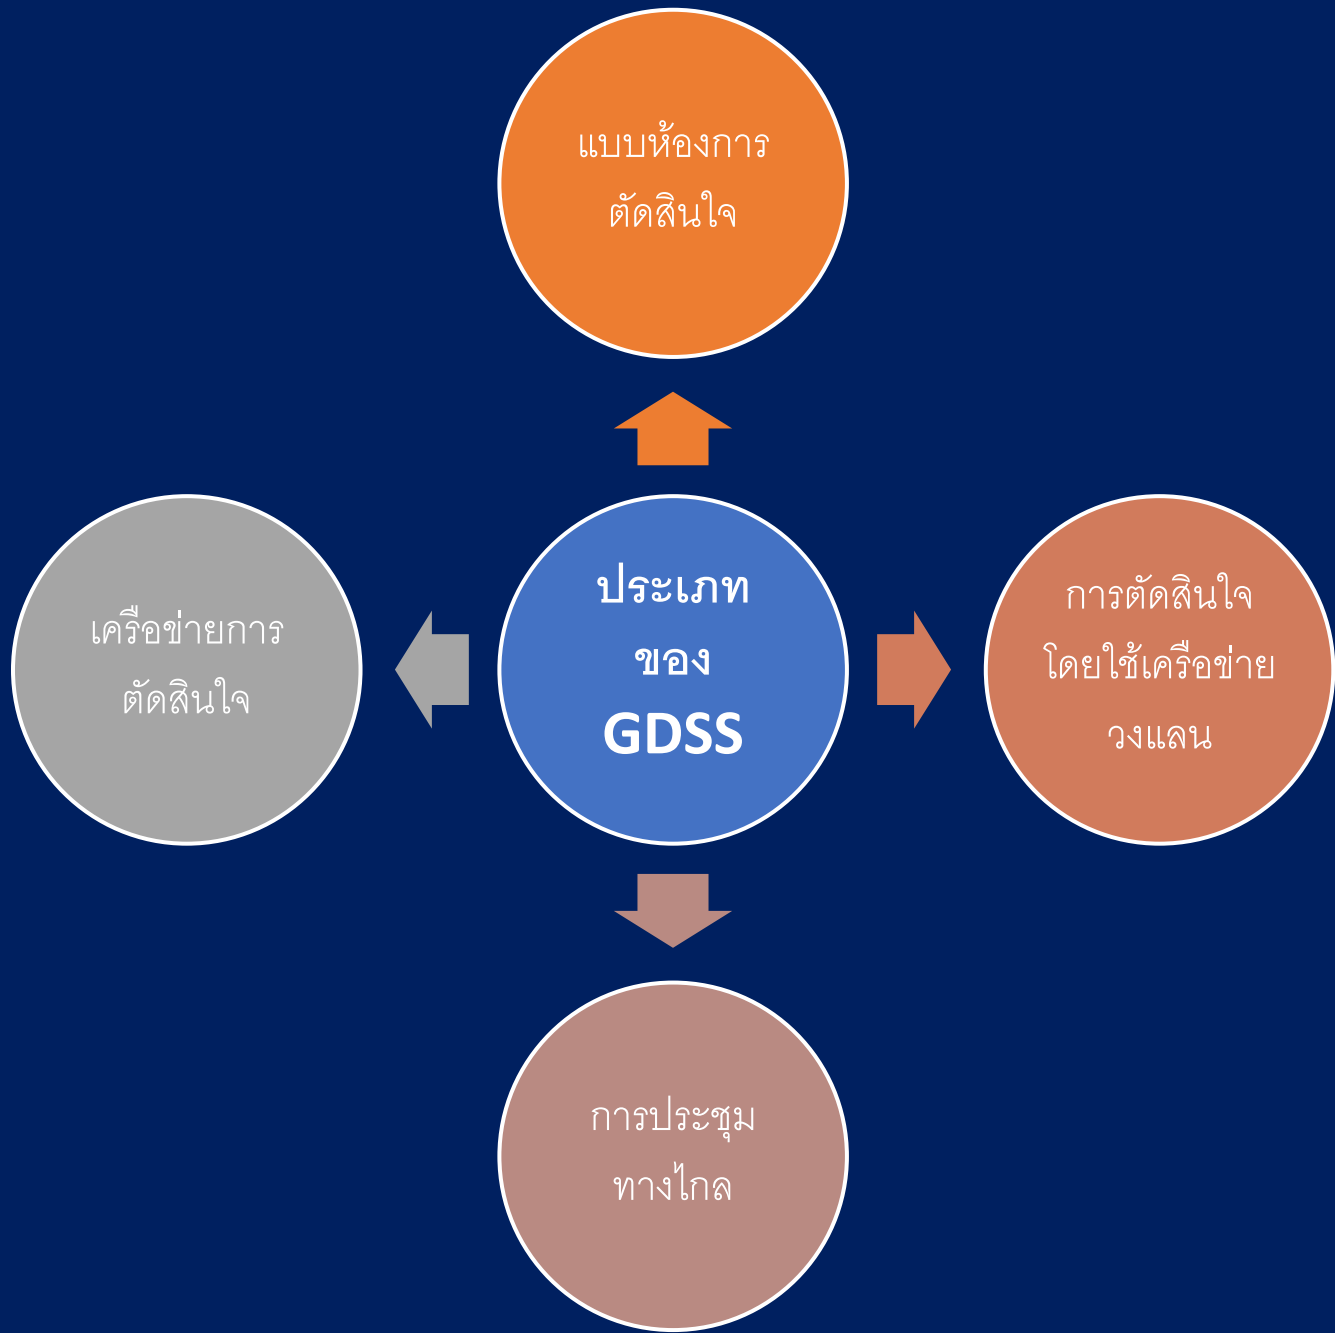 แบบห้องการ
ตัดสินใจ
ประเภท
ของ
GDSS
การตัดสินใจ
โดยใช้เครือข่าย
วงแลน
การประชุม
ทางไกล
เครือข่ายการ
ตัดสินใจ